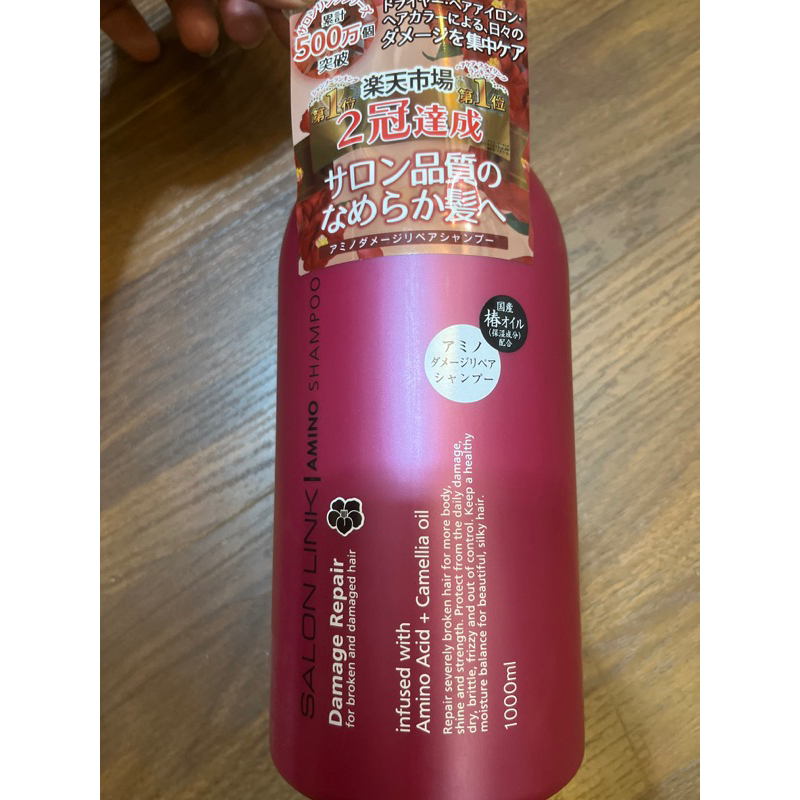 サロンリンクシリーズ
累計
500万個
突破
ドライヤー・ヘアアイロン・
ヘアカラーによる、日々の
ダメージを集中ケア
楽天市場
第1位
第1位
2冠達成
サロン品質の
なめらか髪へ
アミノダメージリペアシャンプー
国産
椿オイル
(保湿成分)
配合
アミノ
ダメージリペア
シャンプー
SALON LINK | AMINO SHAMPOO
Damage Repair
for broken and damaged hair
infused with
Amino Acid + Camellia oil
Repair severely broken hair for more body,
shine and strength. Protect from the daily damage,
dry, brittle, frizzy and out of control. Keep a healthy
moisture balance for beautiful, silky hair.
1000ml